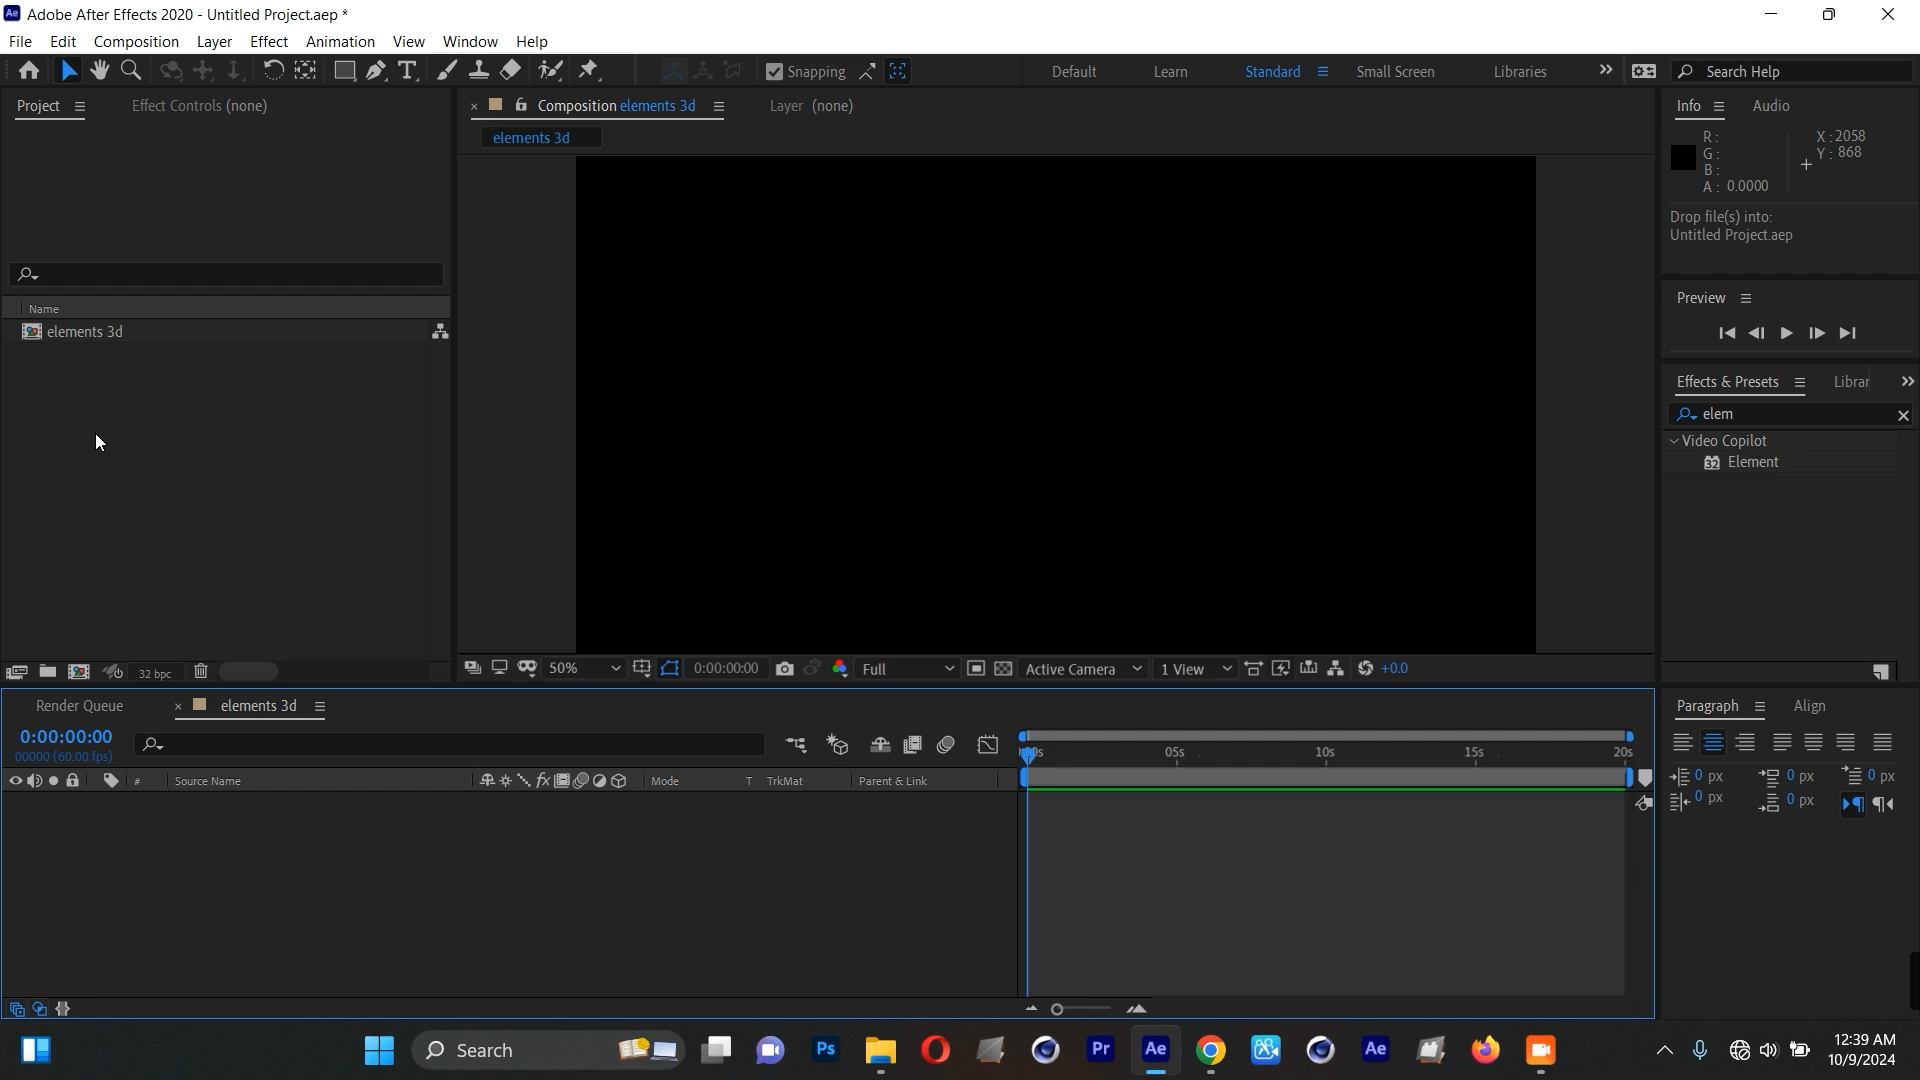 Adobe After Effects 2020 - Untitled Project.aep *
File Edit Composition Layer Effect Animation View Window Help
Snapping Default Learn Standard Small Screen Libraries Search Help
Project Effect Controls (none)
Composition elements 3d Layer (none)
elements 3d
Name
elements 3d
32 bpc
50% 0:00:00:00 Full Active Camera 1 View +0.0
Info Audio
R:
G:
B:
A: 0.0000
X: 2058
Y: 868
Drop file(s) into:
Untitled Project.aep
Preview
Effects & Presets Librar
elem
Video Copilot
32 Element
Render Queue elements 3d
0:00:00:00
00000 (60.00 fps)
05s 10s 15s 20s
# Source Name fx Mode T TrkMat Parent & Link
Paragraph Align
0 px 0 px 0 px
0 px 0 px
Search
Ps Pr Ae Ae
12:39 AM
10/9/2024